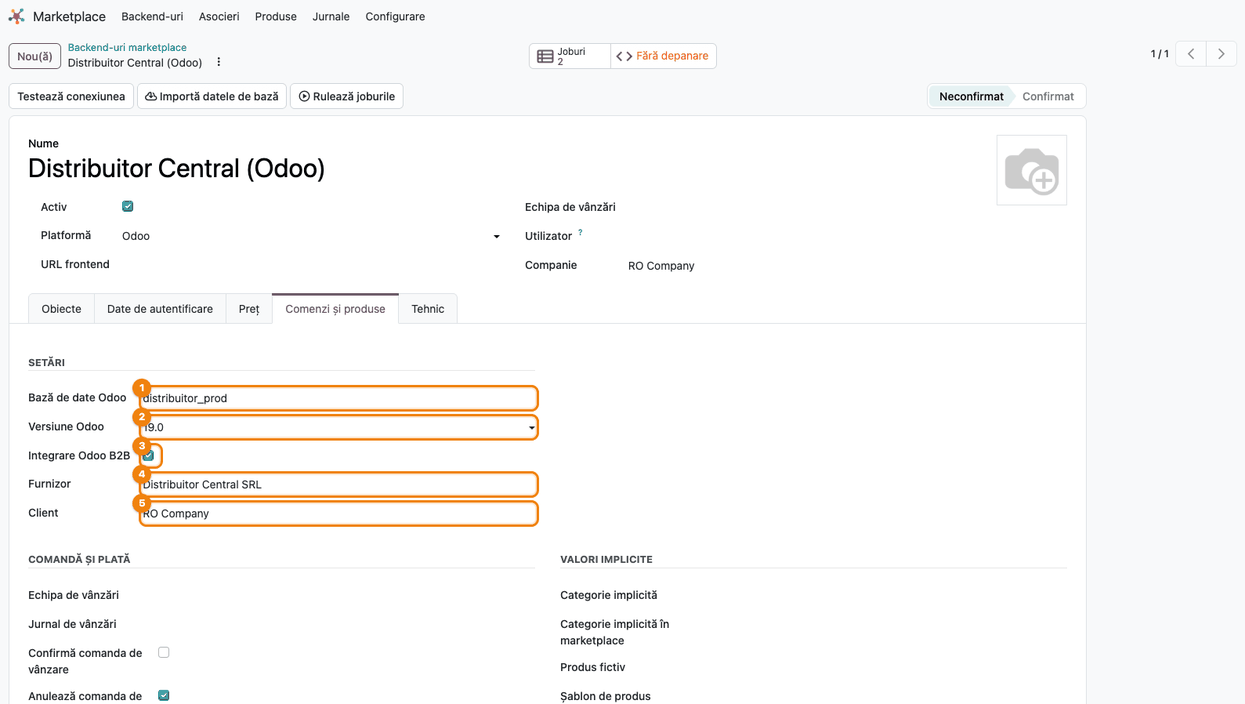 Marketplace Backend-uri Asocieri Produse Jurnale Configurare
Nou(ă) Backend-uri marketplace
Distribuitor Central (Odoo)
Joburi
2
Fără depanare
1 / 1
Testează conexiunea Importă datele de bază Rulează joburile
Neconfirmat Confirmat
Nume
Distribuitor Central (Odoo)
Activ
Echipa de vânzări
Platformă Odoo
Utilizator ?
URL frontend
Companie RO Company
Obiecte Date de autentificare Preț Comenzi și produse Tehnic
SETĂRI
1
Bază de date Odoo distribuitor_prod
2
Versiune Odoo 19.0
3
Integrare Odoo B2B
4
Furnizor Distribuitor Central SRL
5
Client RO Company
COMANDĂ ȘI PLATĂ
VALORI IMPLICITE
Echipa de vânzări
Categorie implicită
Jurnal de vânzări
Categorie implicită în
marketplace
Confirmă comanda de
vânzare
Produs fictiv
Anulează comanda de
Șablon de produs